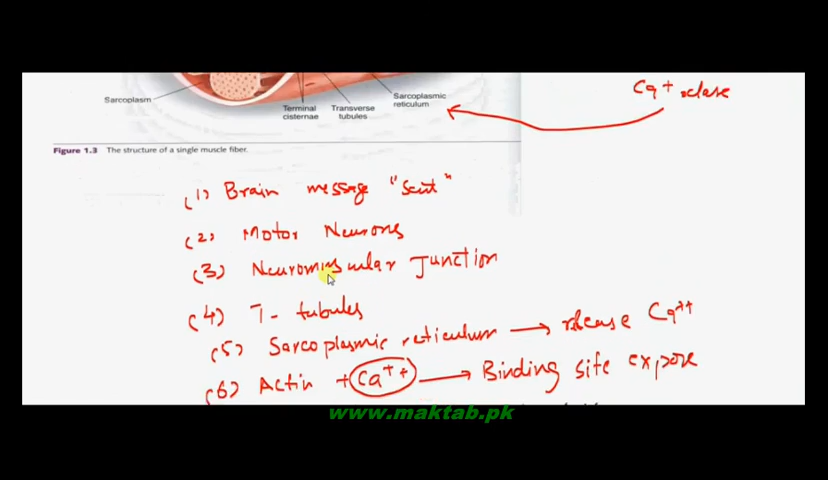 Ca+ relase
Sarcoplasm
Terminal cisternae
Transverse tubules
Sarcoplasmic reticulum
Figure 1.3 The structure of a single muscle fiber.
(1) Brain message "Sent"
(2) Motor Neurons
(3) Neuromuscular Junction
(4) T-tubules
(5) Sarcoplasmic reticulum → release Ca++
(6) Actin + Ca++ → Binding site expose
www.maktab.pk